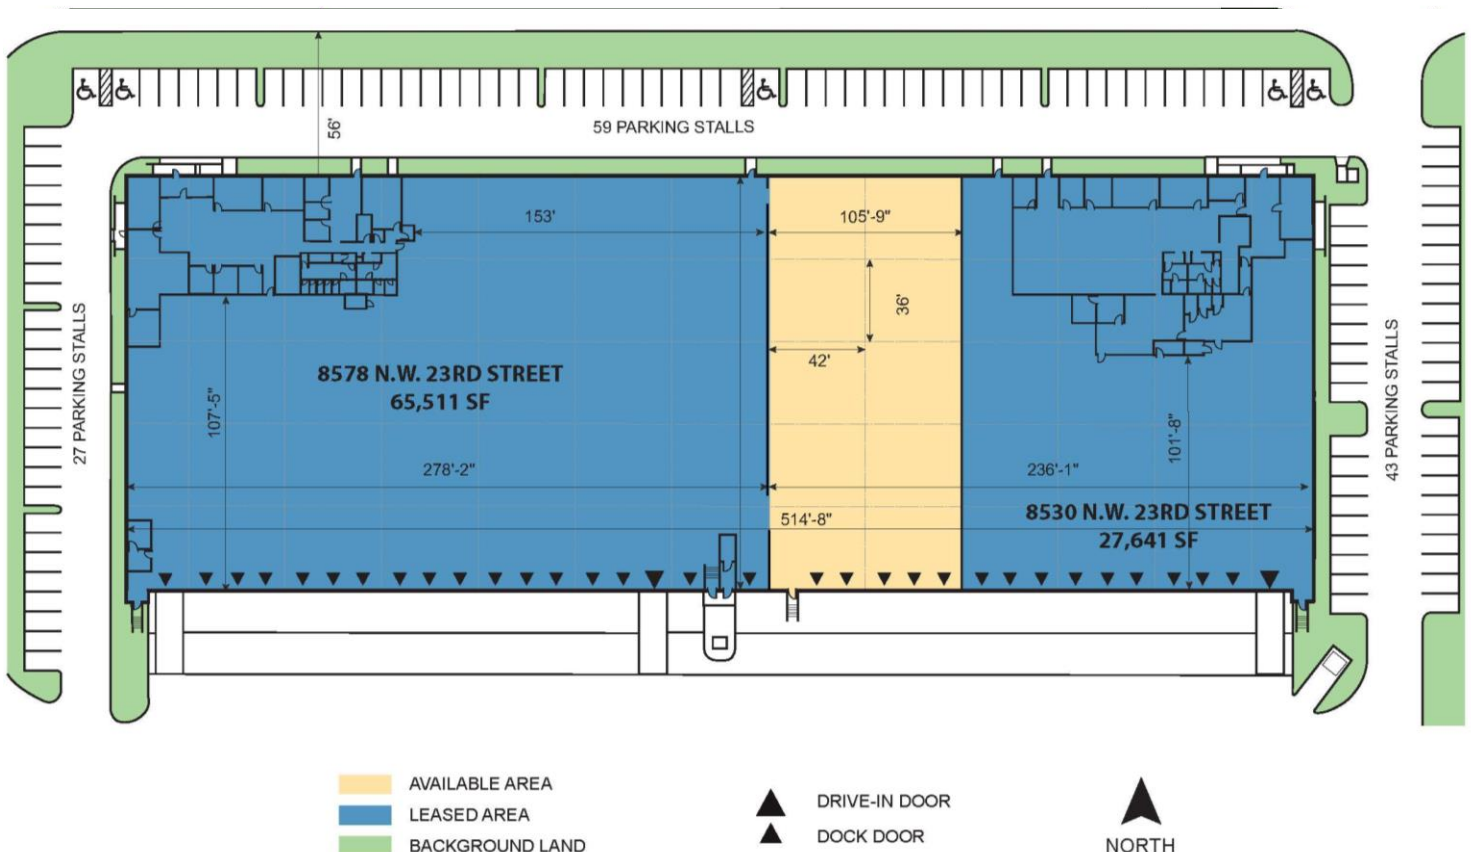 56'
59 PARKING STALLS
153'
105'-9"
36'
42'
27 PARKING STALLS
43 PARKING STALLS
8578 N.W. 23RD STREET
65,511 SF
107'-5"
101'-8"
278'-2"
236'-1"
8530 N.W. 23RD STREET
27,641 SF
514'-8"
AVAILABLE AREA
LEASED AREA
BACKGROUND LAND
DRIVE-IN DOOR
DOCK DOOR
NORTH